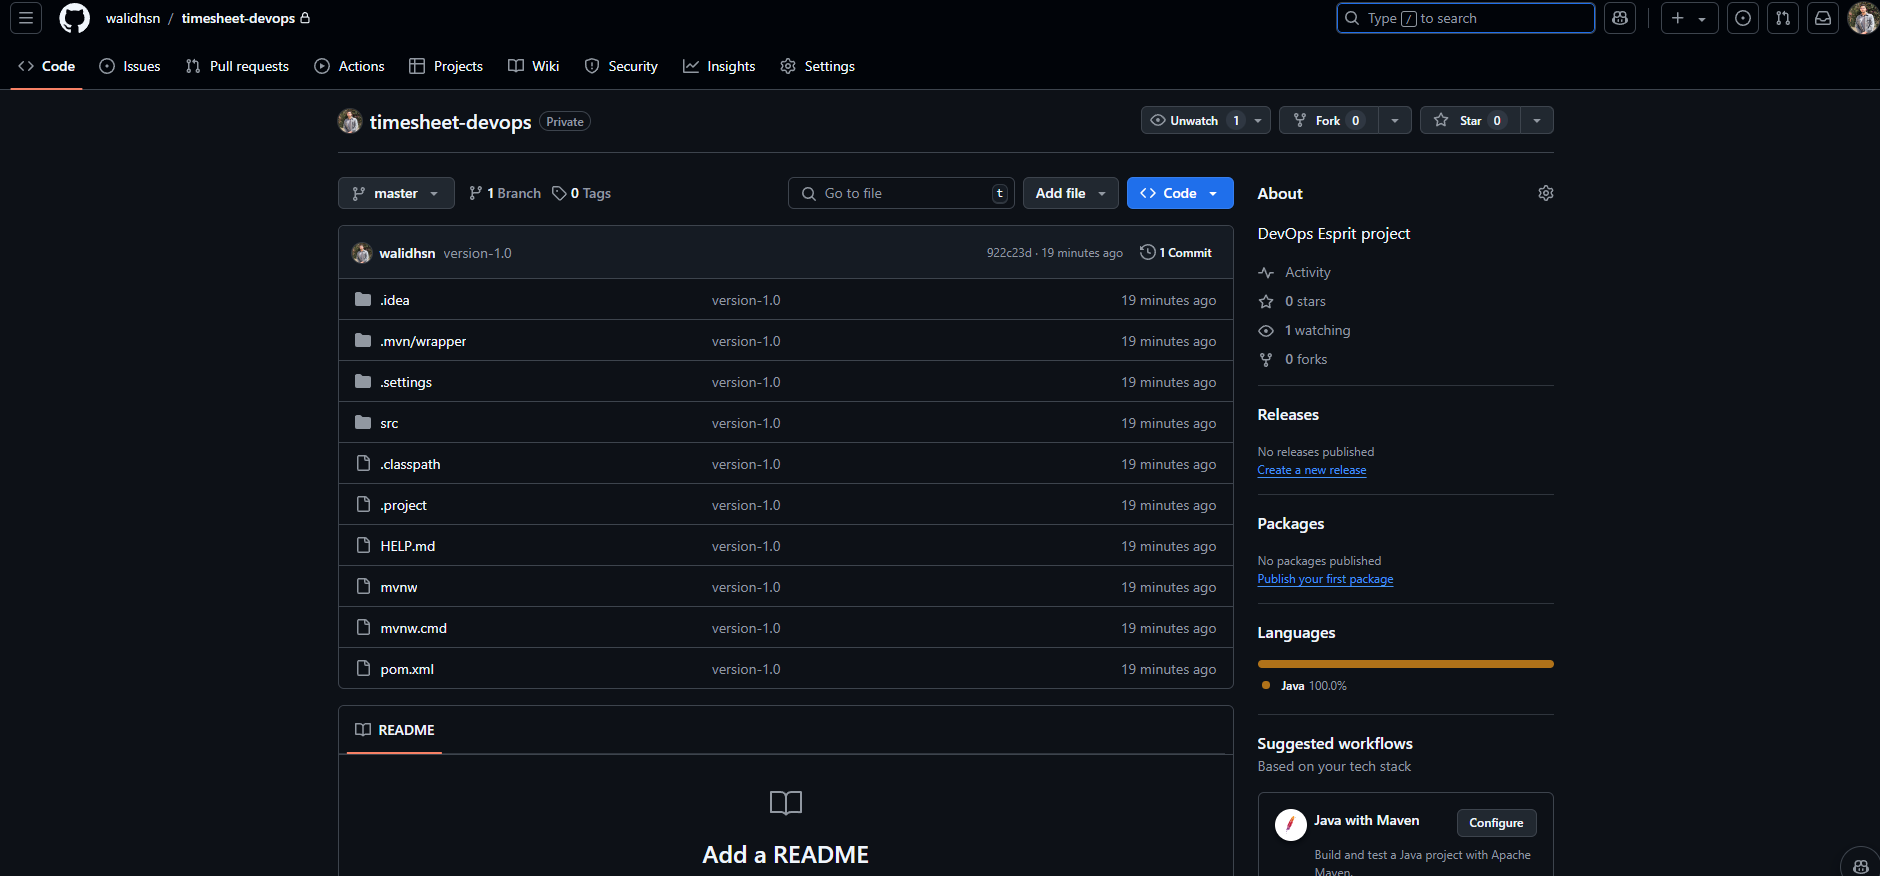 walidhsn / timesheet-devops
Type / to search
Code Issues Pull requests Actions Projects Wiki Security Insights Settings
timesheet-devops Private
Unwatch 1 Fork 0 Star 0
master 1 Branch 0 Tags
Go to file t Add file Code
walidhsn version-1.0 922c23d · 19 minutes ago 1 Commit
.idea version-1.0 19 minutes ago
.mvn/wrapper version-1.0 19 minutes ago
.settings version-1.0 19 minutes ago
src version-1.0 19 minutes ago
.classpath version-1.0 19 minutes ago
.project version-1.0 19 minutes ago
HELP.md version-1.0 19 minutes ago
mvnw version-1.0 19 minutes ago
mvnw.cmd version-1.0 19 minutes ago
pom.xml version-1.0 19 minutes ago
README
Add a README
About
DevOps Esprit project
Activity
0 stars
1 watching
0 forks
Releases
No releases published
Create a new release
Packages
No packages published
Publish your first package
Languages
Java 100.0%
Suggested workflows
Based on your tech stack
Java with Maven Configure
Build and test a Java project with Apache
Maven.